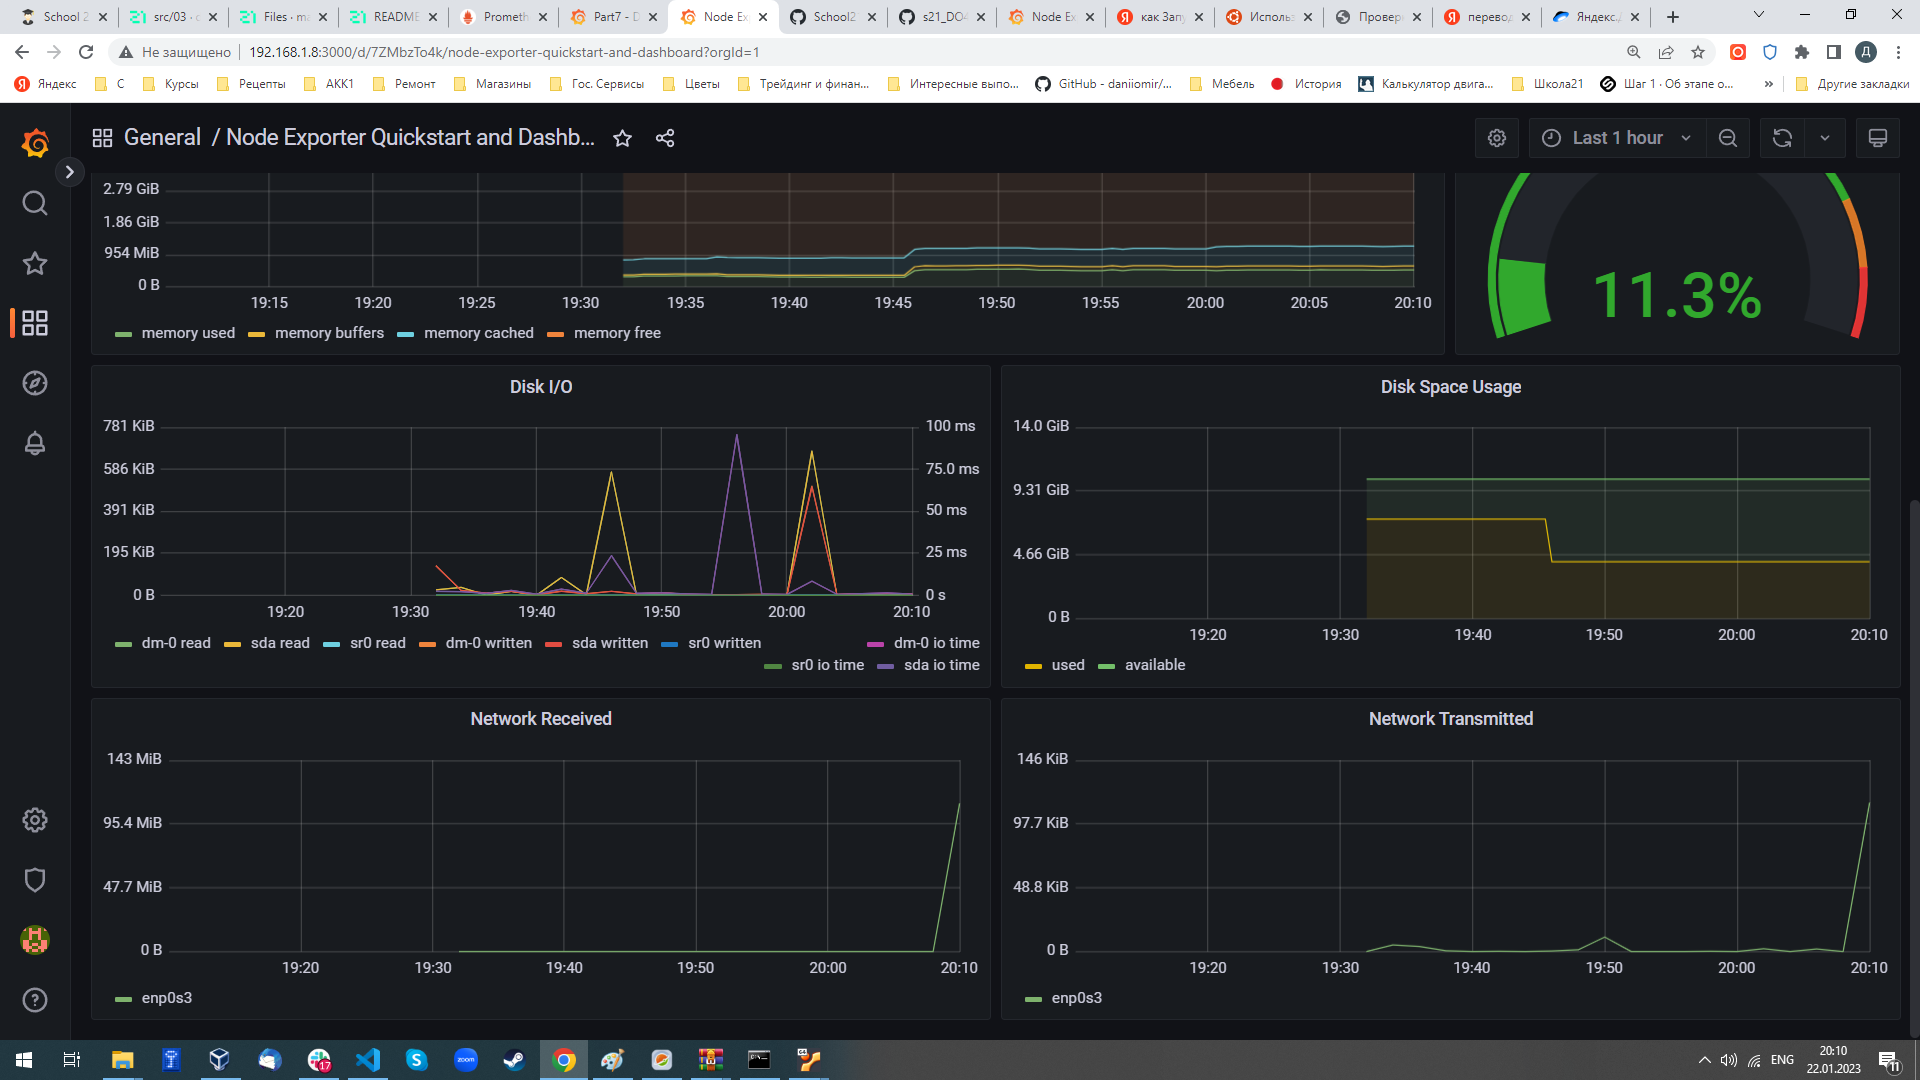 School 2
src/03 · c
Files · ma
README
Prometh
Part7 - D
Node Ex
School2
s21_DO4
Node Ex
как Запу
Использ
Провер
перевод
Яндекс.Д
Не защищено
192.168.1.8:3000/d/7ZMbzTo4k/node-exporter-quickstart-and-dashboard?orgId=1
Д
Яндекс
С
Курсы
Рецепты
АКК1
Ремонт
Магазины
Гос. Сервисы
Цветы
Трейдинг и финан...
Интересные выпо...
GitHub - daniiomir/...
Мебель
История
Калькулятор двига...
Школа21
Шаг 1 · Об этапе о...
»
Другие закладки
General / Node Exporter Quickstart and Dashb...
Last 1 hour
2.79 GiB
1.86 GiB
954 MiB
0 B
19:15 19:20 19:25 19:30 19:35 19:40 19:45 19:50 19:55 20:00 20:05 20:10
memory used memory buffers memory cached memory free
11.3%
Disk I/O
781 KiB
586 KiB
391 KiB
195 KiB
0 B
100 ms
75.0 ms
50 ms
25 ms
0 s
19:20 19:30 19:40 19:50 20:00 20:10
dm-0 read sda read sr0 read dm-0 written sda written sr0 written dm-0 io time
sr0 io time sda io time
Disk Space Usage
14.0 GiB
9.31 GiB
4.66 GiB
0 B
19:20 19:30 19:40 19:50 20:00 20:10
used available
Network Received
143 MiB
95.4 MiB
47.7 MiB
0 B
19:20 19:30 19:40 19:50 20:00 20:10
enp0s3
Network Transmitted
146 KiB
97.7 KiB
48.8 KiB
0 B
19:20 19:30 19:40 19:50 20:00 20:10
enp0s3
17
zoom
ENG
20:10
22.01.2023
11